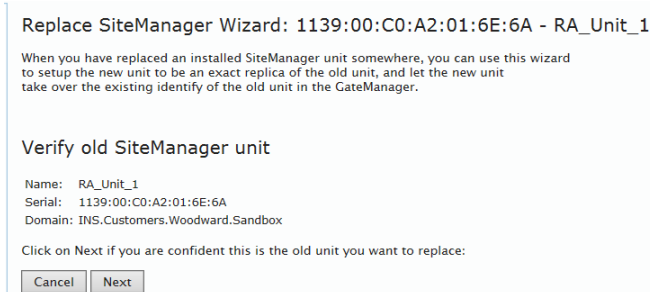 Replace SiteManager Wizard: 1139:00:C0:A2:01:6E:6A - RA_Unit_1
When you have replaced an installed SiteManager unit somewhere, you can use this wizard
to setup the new unit to be an exact replica of the old unit, and let the new unit
take over the existing identify of the old unit in the GateManager.
Verify old SiteManager unit
Name: RA_Unit_1
Serial: 1139:00:C0:A2:01:6E:6A
Domain: INS.Customers.Woodward.Sandbox
Click on Next if you are confident this is the old unit you want to replace:
Cancel Next